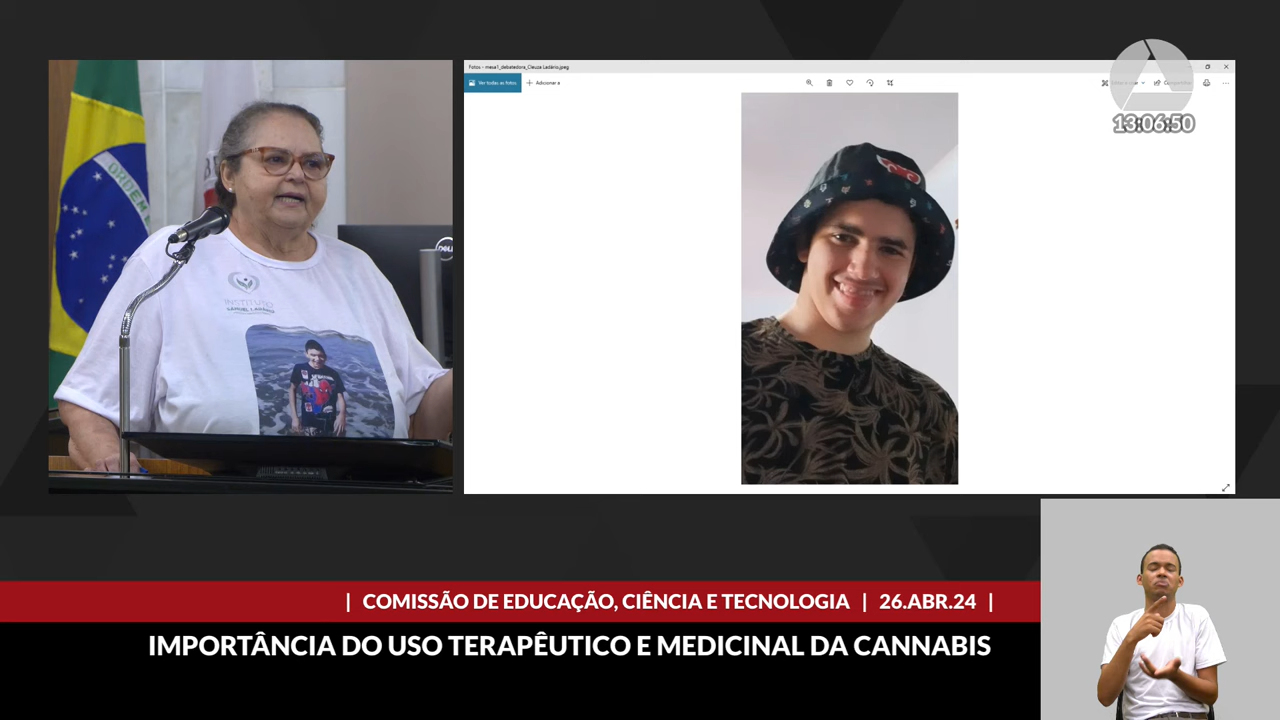 Fotos - mesa1_debatedora_Cleuza Ladário.jpeg
Ver todas as fotos
Adicionar a
13:06:50
ORDEM E
DELL
INSTITUTO
SAMUEL LADÁRIO
| COMISSÃO DE EDUCAÇÃO, CIÊNCIA E TECNOLOGIA | 26.ABR.24 |
IMPORTÂNCIA DO USO TERAPÊUTICO E MEDICINAL DA CANNABIS